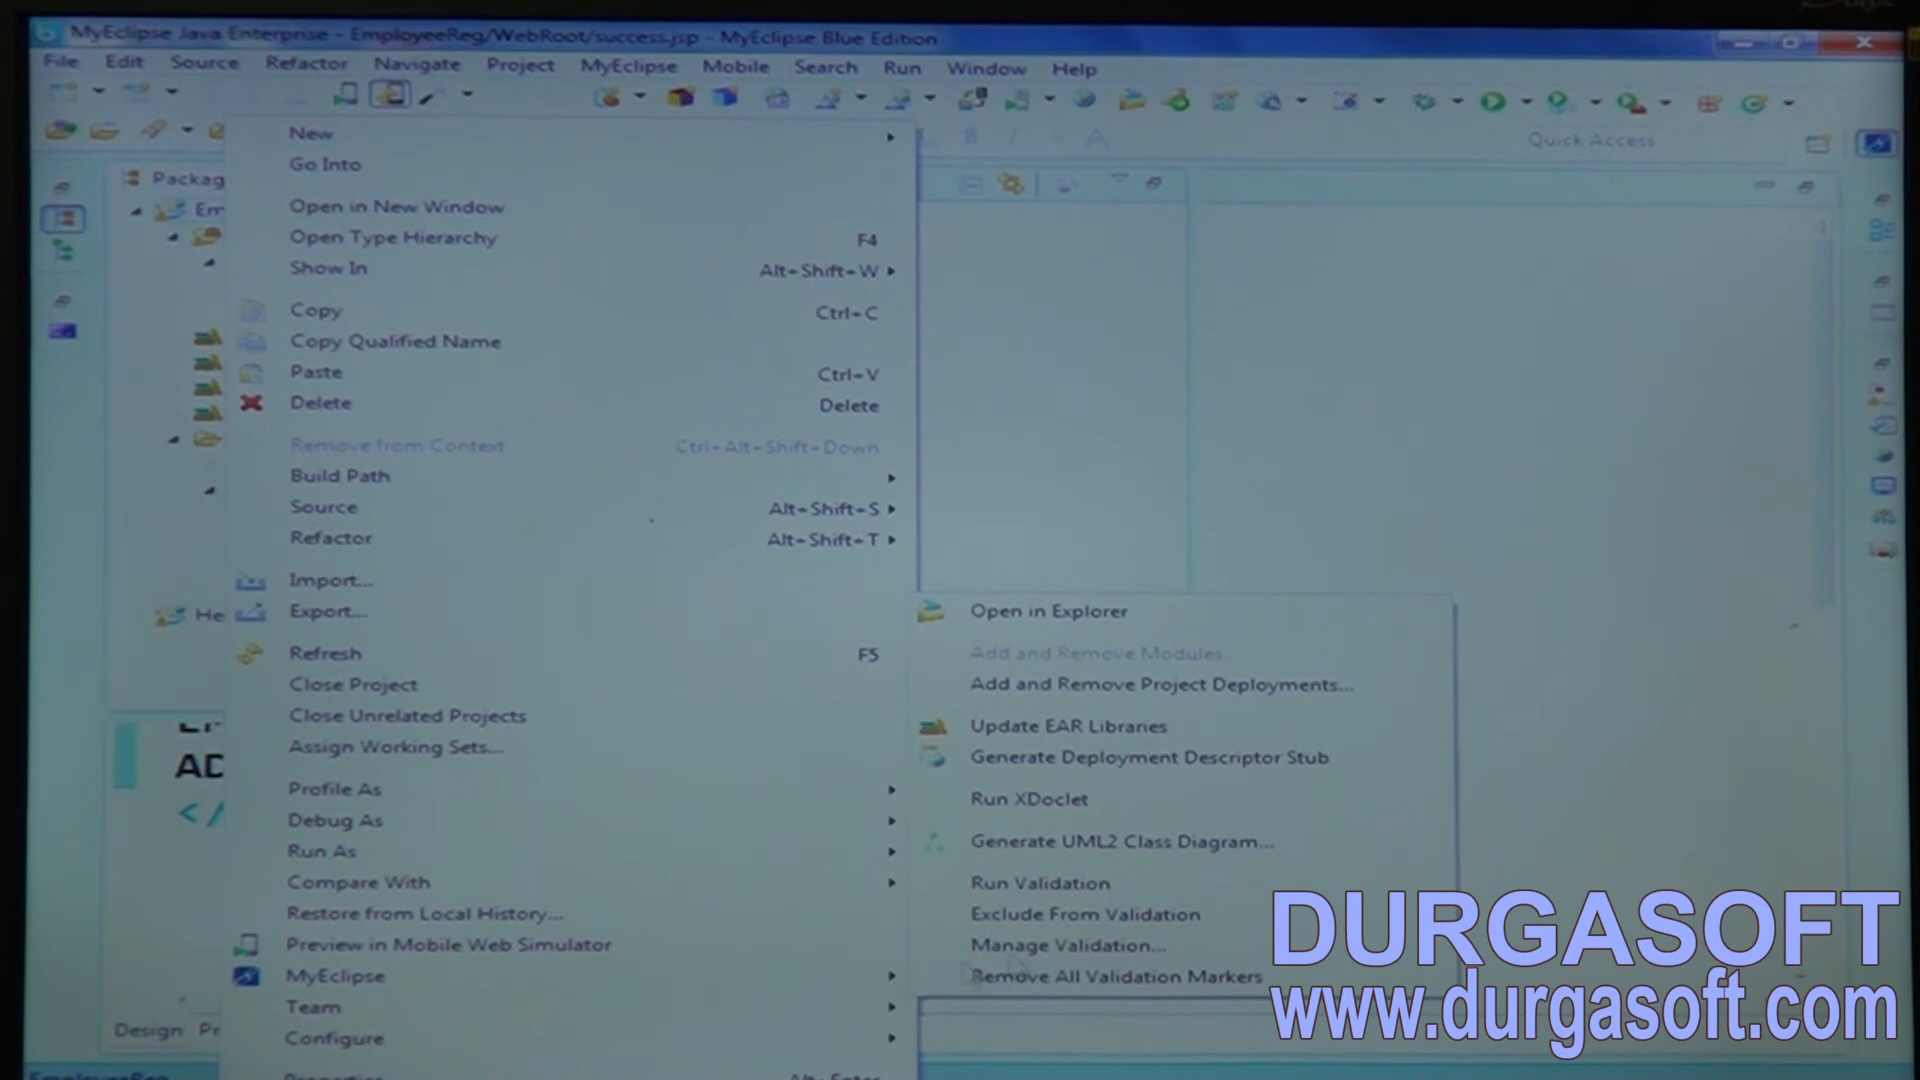 MyEclipse Java Enterprise - EmployeeReg/WebRoot/success.jsp - MyEclipse Blue Edition
File Edit Source Refactor Navigate Project MyEclipse Mobile Search Run Window Help
Quick Access
Packag
Em
He
AD
</
Design
New
Go Into
Open in New Window
Open Type Hierarchy F4
Show In Alt+Shift+W
Copy Ctrl+C
Copy Qualified Name
Paste Ctrl+V
Delete Delete
Remove from Context Ctrl+Alt+Shift+Down
Build Path
Source Alt+Shift+S
Refactor Alt+Shift+T
Import...
Export...
Refresh F5
Close Project
Close Unrelated Projects
Assign Working Sets...
Profile As
Debug As
Run As
Compare With
Restore from Local History...
Preview in Mobile Web Simulator
MyEclipse
Team
Configure
Open in Explorer
Add and Remove Modules...
Add and Remove Project Deployments...
Update EAR Libraries
Generate Deployment Descriptor Stub
Run XDoclet
Generate UML2 Class Diagram...
Run Validation
Exclude From Validation
Manage Validation...
Remove All Validation Markers
DURGASOFT
www.durgasoft.com